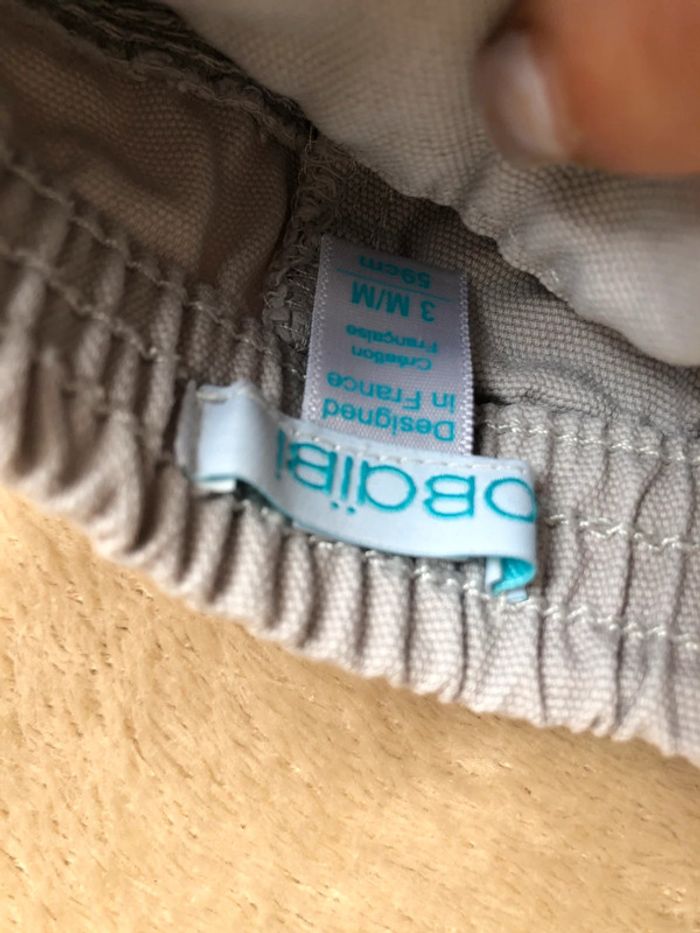 oBaïBi
Designed
in France
Création
Française
3 M/M
59cm